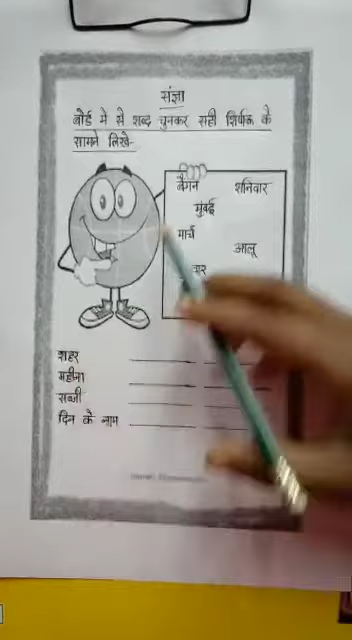 संज्ञा
बोर्ड में से शब्द चुनकर सही शिर्षक के
सामने लिखे-
बैंगन शनिवार
मुंबई
मार्च
आलू
शहर
महीना
सब्जी
दिन के नाम